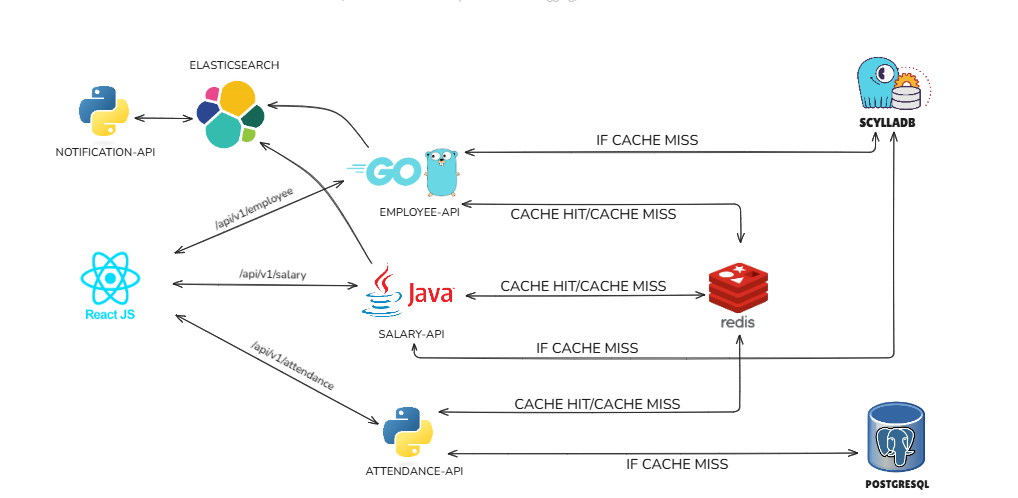 ELASTICSEARCH
NOTIFICATION-API
SCYLLADB
IF CACHE MISS
GO
EMPLOYEE-API
/api/v1/employee
CACHE HIT/CACHE MISS
React JS
/api/v1/salary
Java
SALARY-API
CACHE HIT/CACHE MISS
redis
IF CACHE MISS
/api/v1/attendance
CACHE HIT/CACHE MISS
ATTENDANCE-API
IF CACHE MISS
POSTGRESQL